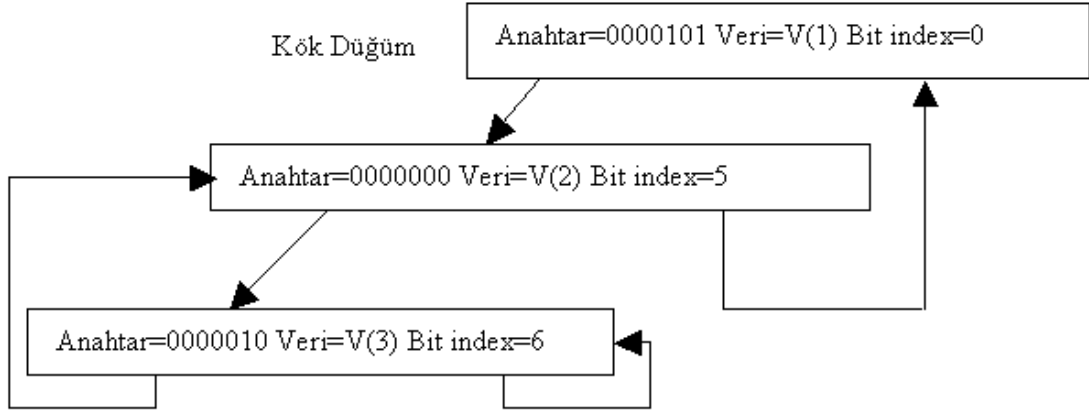 Kök Düğüm
Anahtar=0000101 Veri=V(1) Bit index=0
Anahtar=0000000 Veri=V(2) Bit index=5
Anahtar=0000010 Veri=V(3) Bit index=6